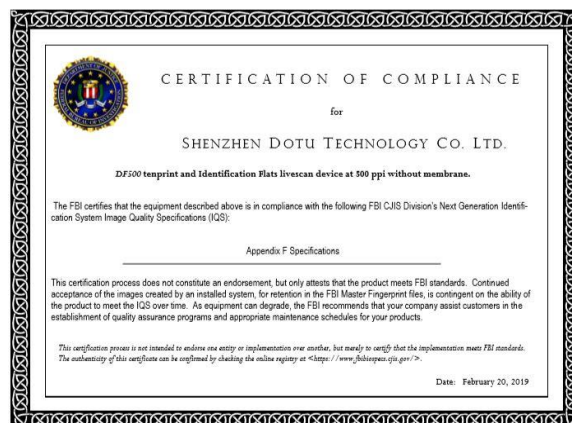 CERTIFICATION OF COMPLIANCE
for
SHENZHEN DOTU TECHNOLOGY CO. LTD.
DF500 tenprint and Identification Flats livescan device at 500 ppi without membrane.
The FBI certifies that the equipment described above is in compliance with the following FBI CJIS Division's Next Generation Identifi-
cation System Image Quality Specifications (IQS):
Appendix F Specifications
This certification process does not constitute an endorsement, but only attests that the product meets FBI standards. Continued
acceptance of the images created by an installed system, for retention in the FBI Master Fingerprint files, is contingent on the ability of
the product to meet the IQS over time. As equipment can degrade, the FBI recommends that your company assist customers in the
establishment of quality assurance programs and appropriate maintenance schedules for your products.
This certification process is not intended to endorse one entity or implementation over another, but merely to certify that the implementation meets FBI standards.
The authenticity of this certificate can be confirmed by checking the online registry at <https://www.fbibiospecs.cjis.gov/>.
Date: February 20, 2019